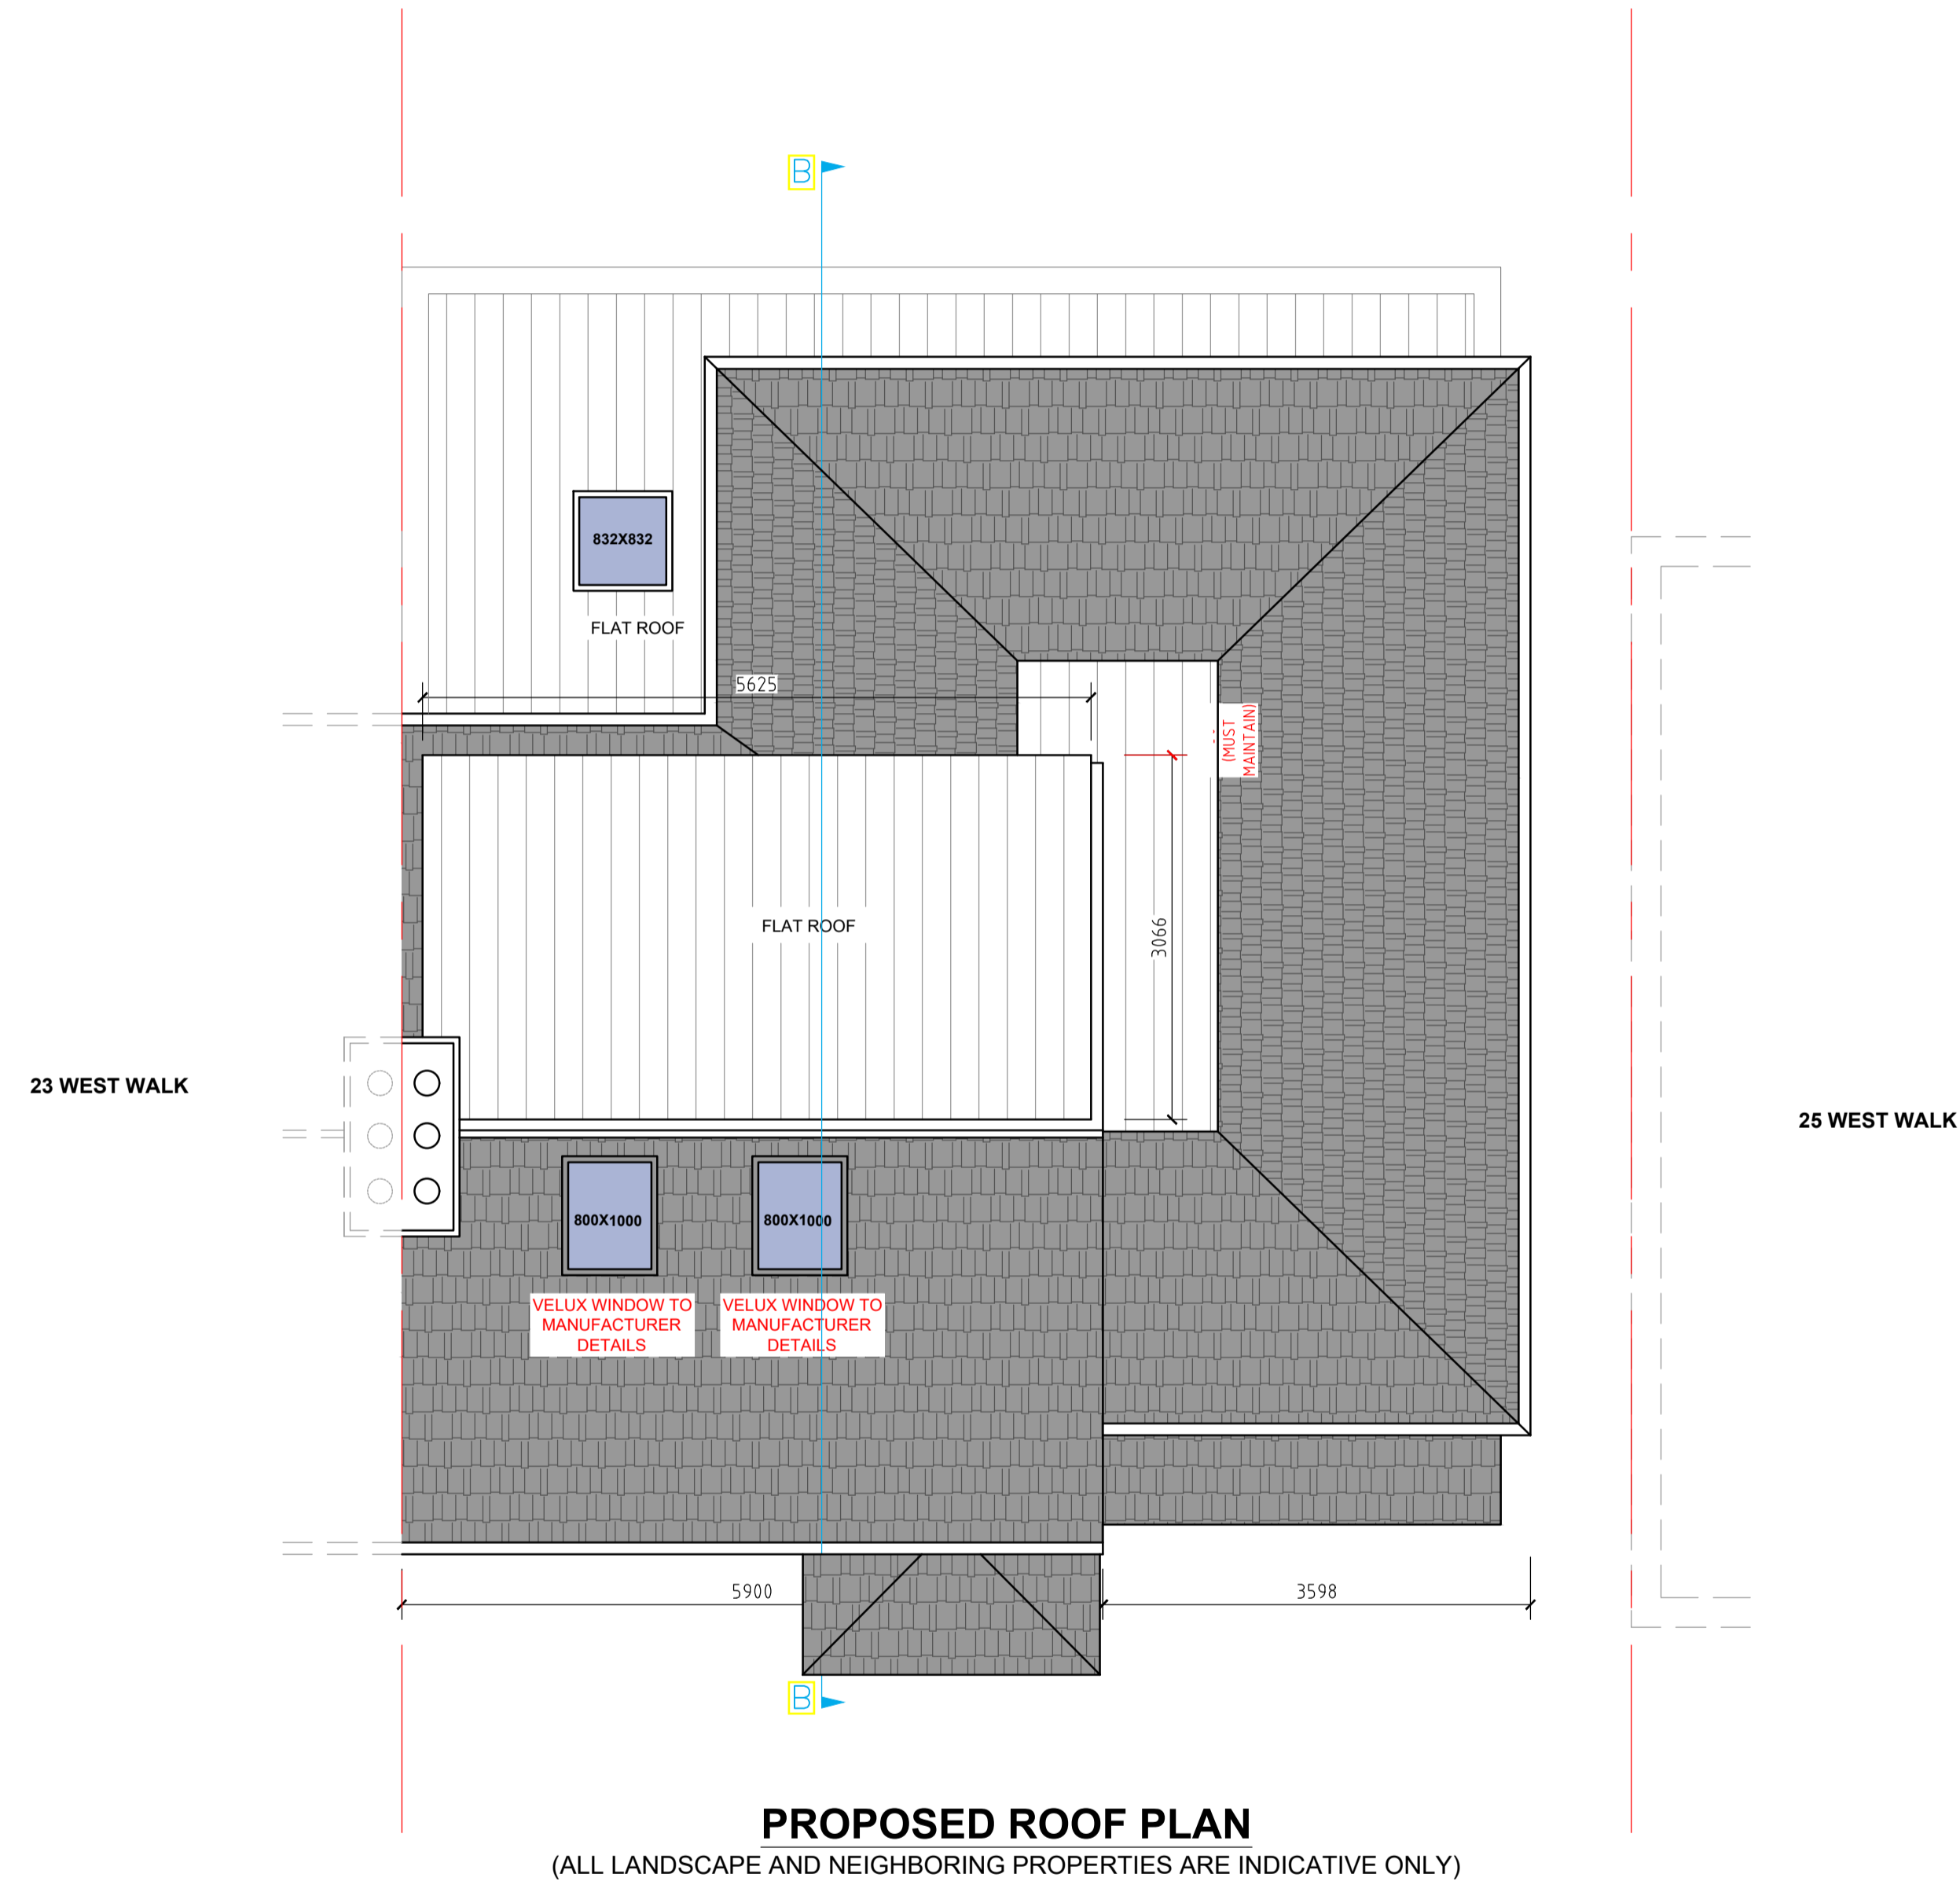 B
832X832
FLAT ROOF
5625
(MUST
MAINTAIN)
FLAT ROOF
3066
23 WEST WALK
25 WEST WALK
800X1000
800X1000
VELUX WINDOW TO
MANUFACTURER
DETAILS
VELUX WINDOW TO
MANUFACTURER
DETAILS
5900
3598
B
PROPOSED ROOF PLAN
(ALL LANDSCAPE AND NEIGHBORING PROPERTIES ARE INDICATIVE ONLY)